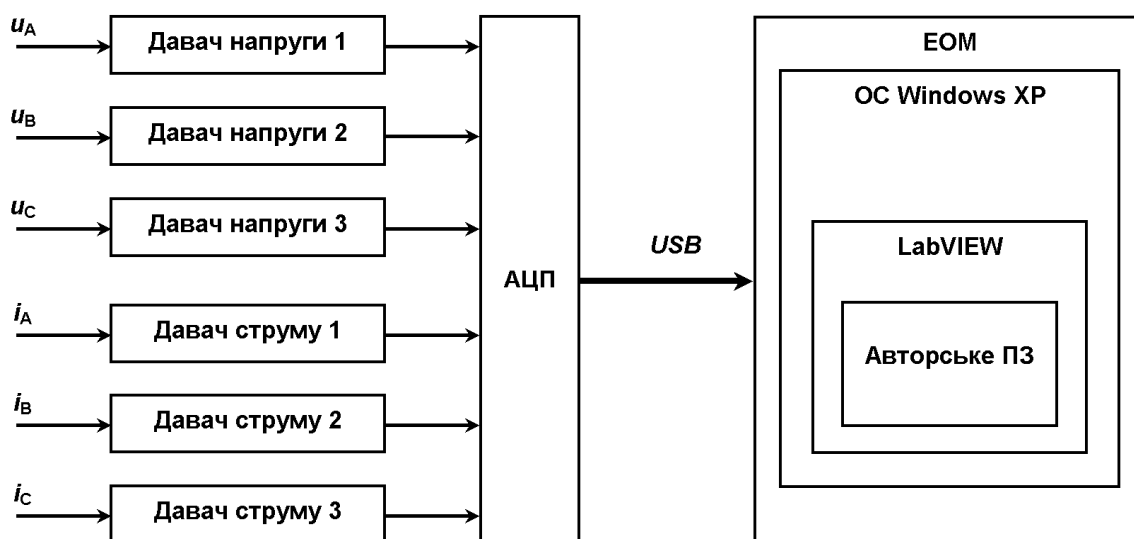 uA
Давач напруги 1
uB
Давач напруги 2
uC
Давач напруги 3
iA
Давач струму 1
iB
Давач струму 2
iC
Давач струму 3
АЦП
USB
ЕОМ
ОС Windows XP
LabVIEW
Авторське ПЗ